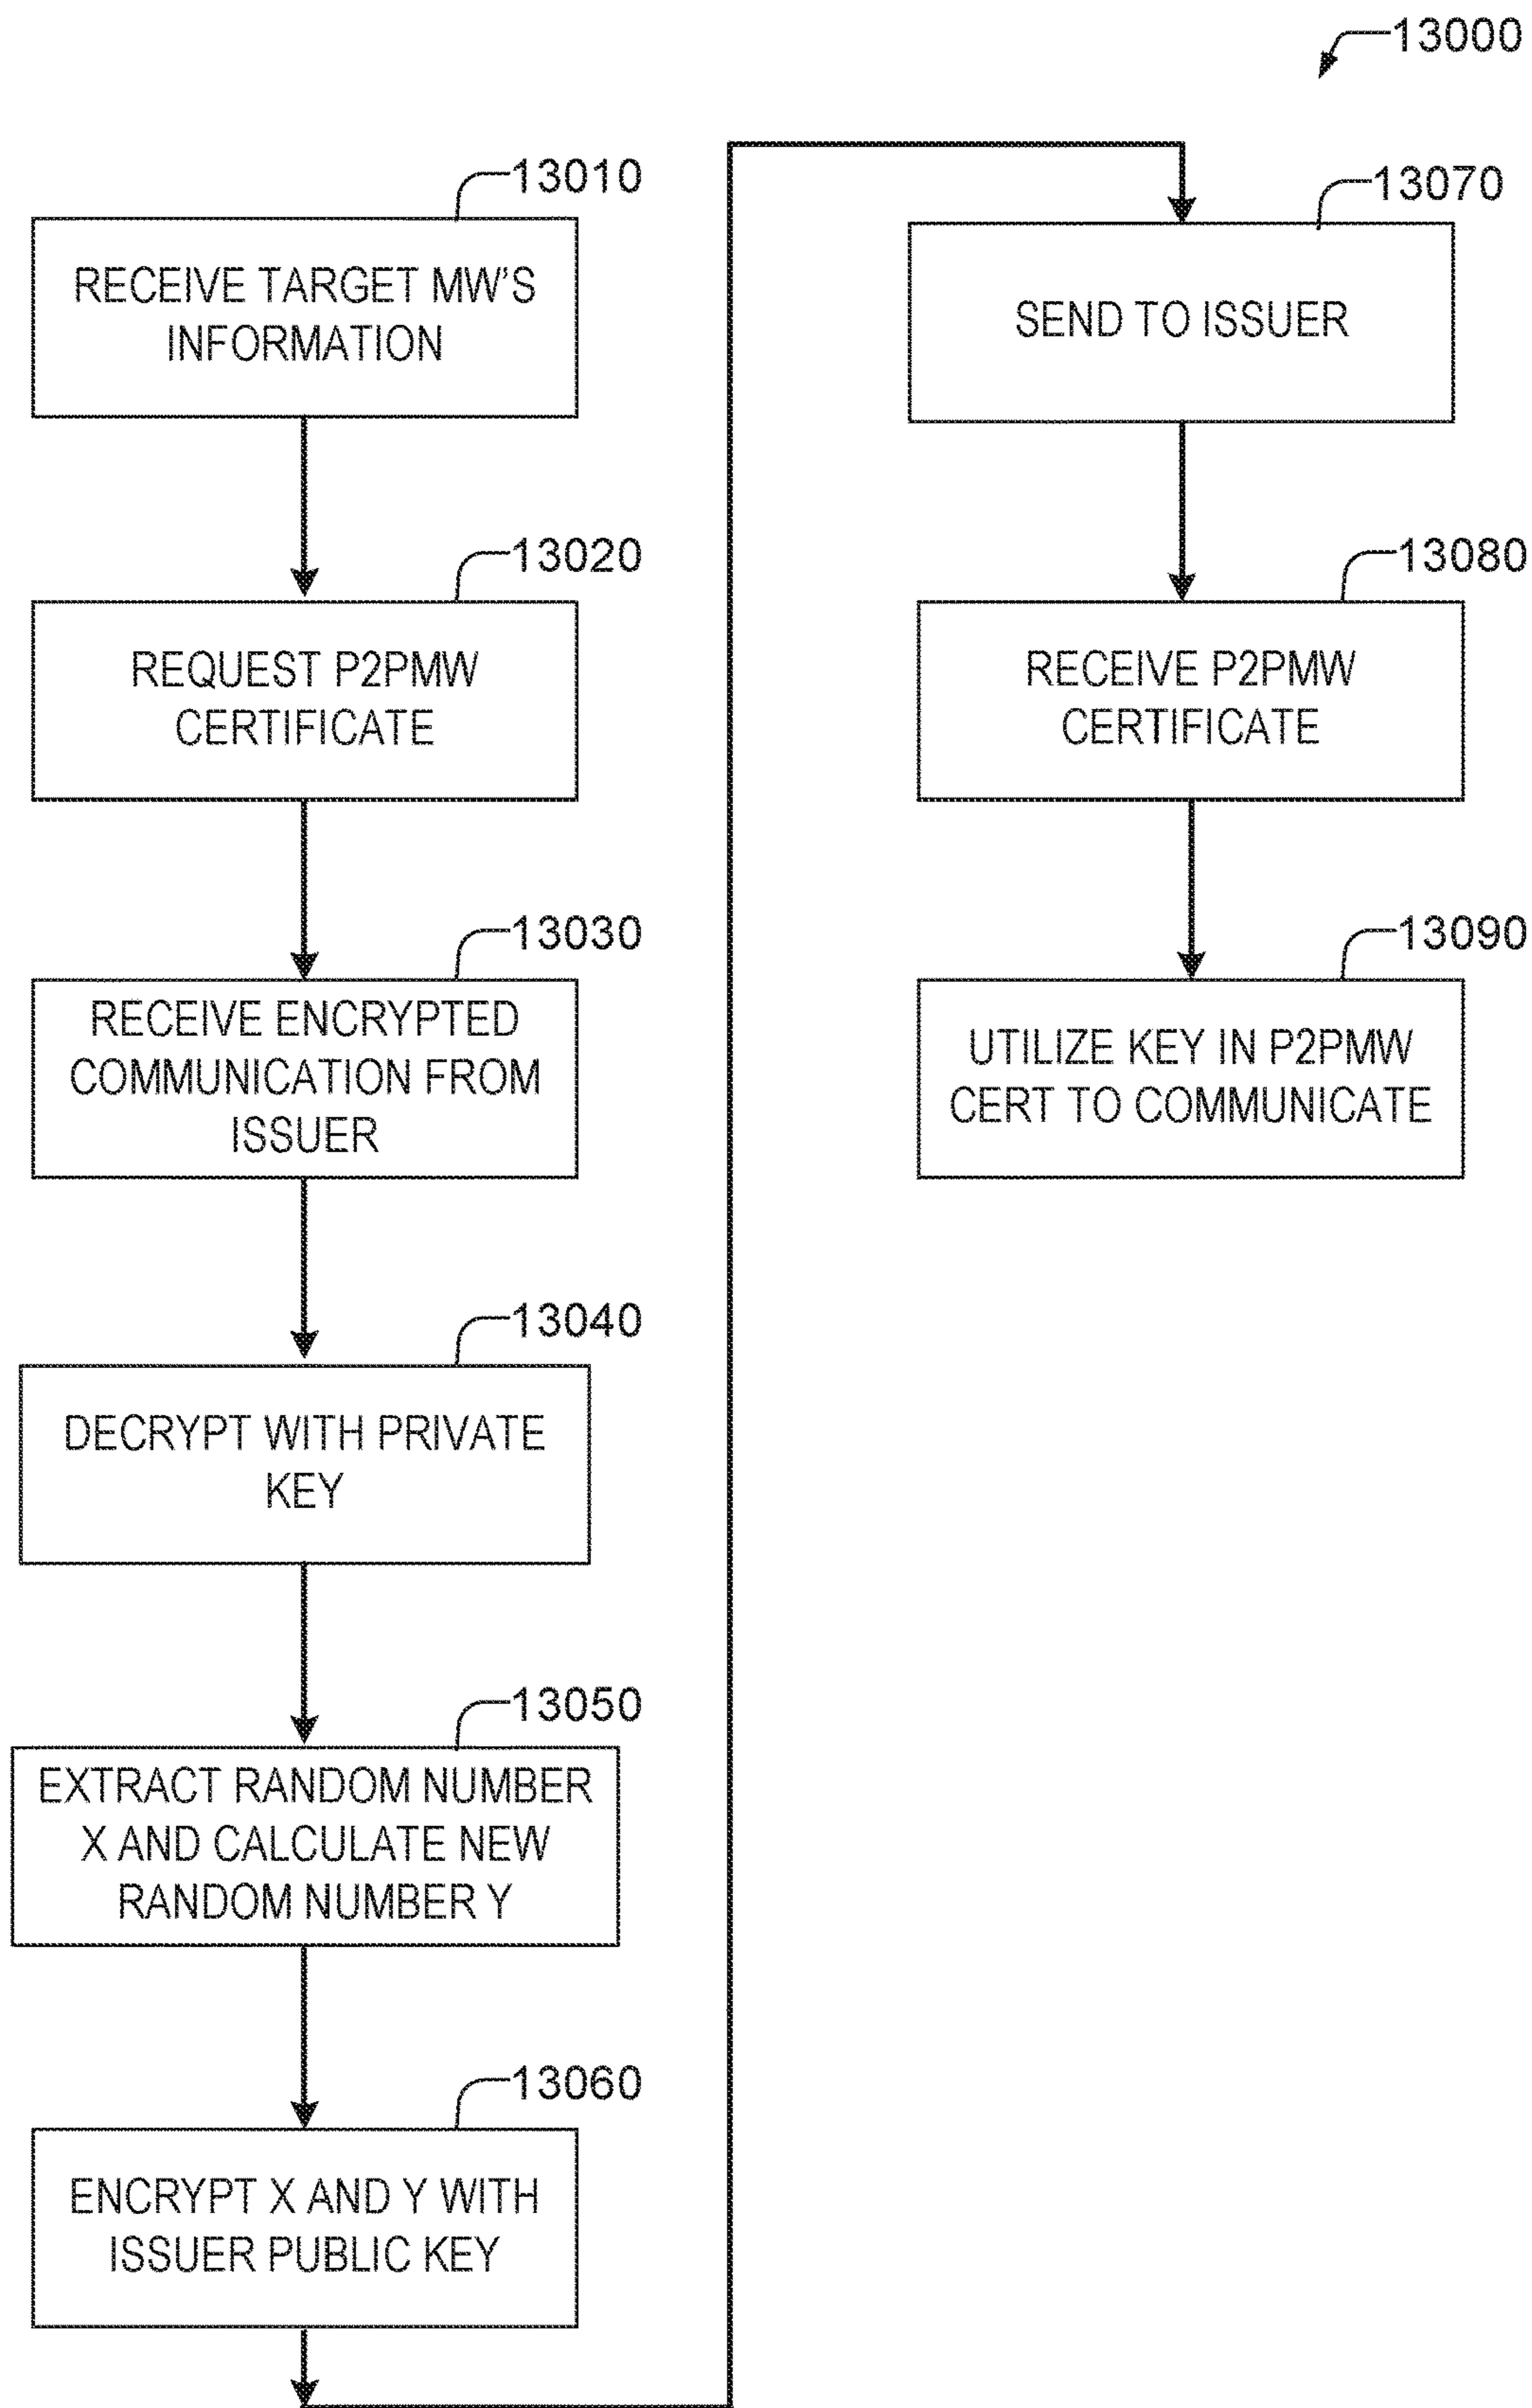 13000
13010
RECEIVE TARGET MW'S
INFORMATION
13020
REQUEST P2PMW
CERTIFICATE
13030
RECEIVE ENCRYPTED
COMMUNICATION FROM
ISSUER
13040
DECRYPT WITH PRIVATE
KEY
13050
EXTRACT RANDOM NUMBER
X AND CALCULATE NEW
RANDOM NUMBER Y
13060
ENCRYPT X AND Y WITH
ISSUER PUBLIC KEY
13070
SEND TO ISSUER
13080
RECEIVE P2PMW
CERTIFICATE
13090
UTILIZE KEY IN P2PMW
CERT TO COMMUNICATE